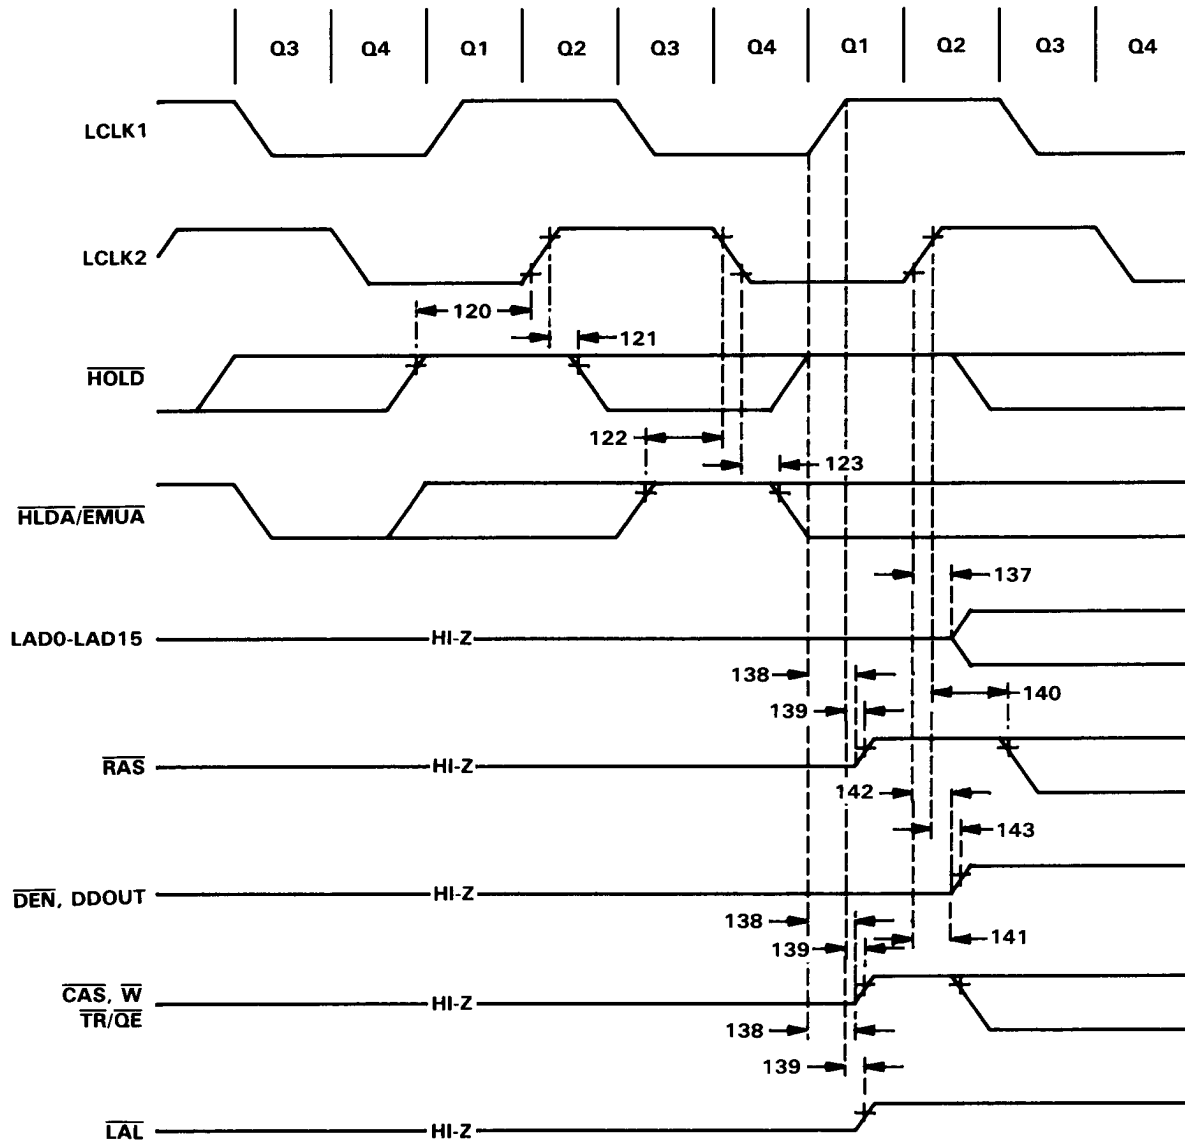 Q3 Q4 Q1 Q2 Q3 Q4 Q1 Q2 Q3 Q4
LCLK1
LCLK2
120
121
HOLD
122
123
HLDA/EMUA
137
LAD0-LAD15 HI-Z
138
140
139
RAS HI-Z
142
143
DEN, DDOUT HI-Z
138
141
139
CAS, W HI-Z
TR/QE
138
139
LAL HI-Z